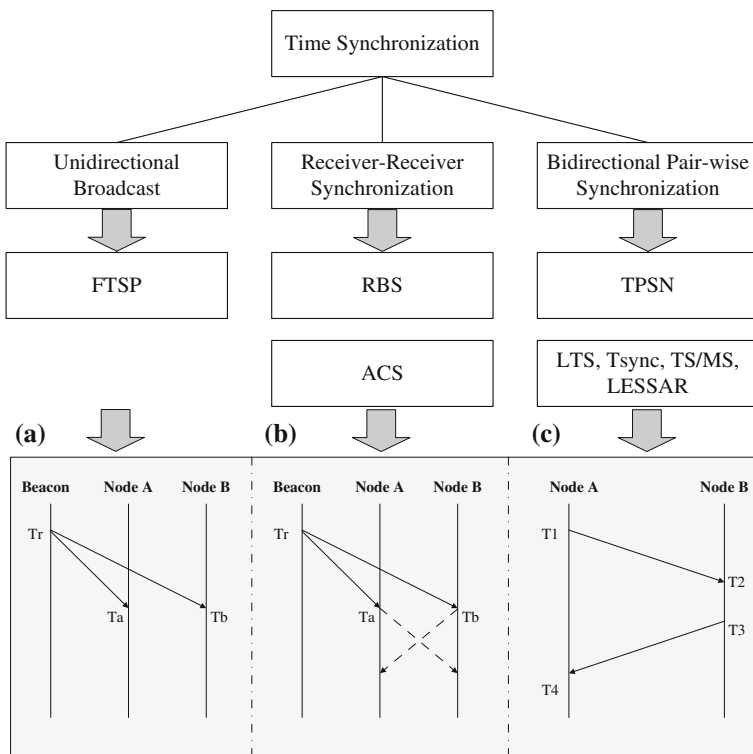 Time Synchronization
Unidirectional
Broadcast
Receiver-Receiver
Synchronization
Bidirectional Pair-wise
Synchronization
FTSP
RBS
TPSN
ACS
LTS, Tsync, TS/MS,
LESSAR
(a)
(b)
(c)
Beacon Node A Node B
Tr
Ta
Tb
Beacon Node A Node B
Tr
Ta
Tb
Node A Node B
T1
T2
T3
T4